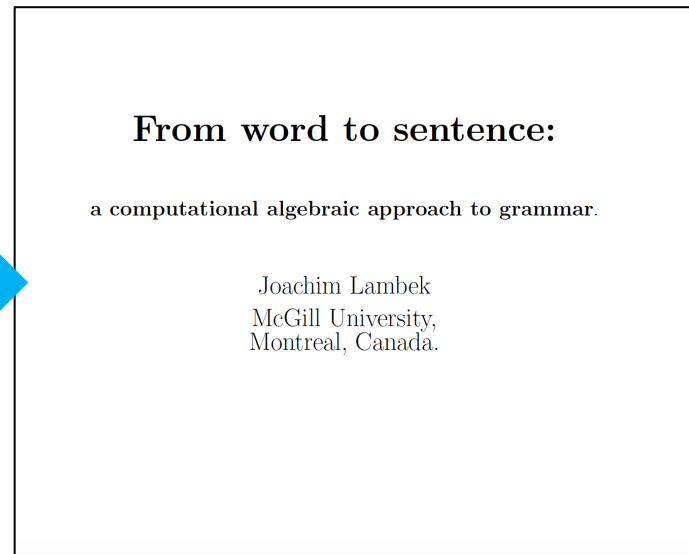 From word to sentence:
a computational algebraic approach to grammar.
Joachim Lambek
McGill University,
Montreal, Canada.